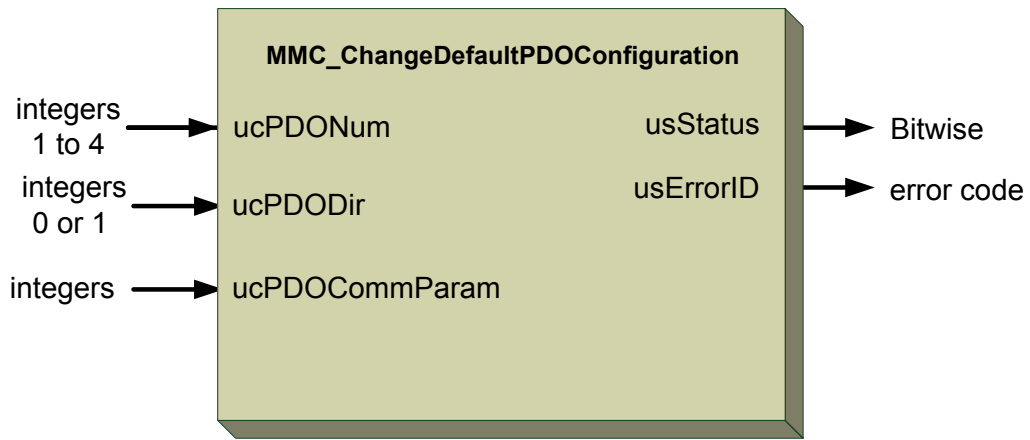 MMC_ChangeDefaultPDOConfiguration
integers
1 to 4
ucPDONum
usStatus
Bitwise
integers
0 or 1
ucPDODir
usErrorID
error code
integers
ucPDOCommParam